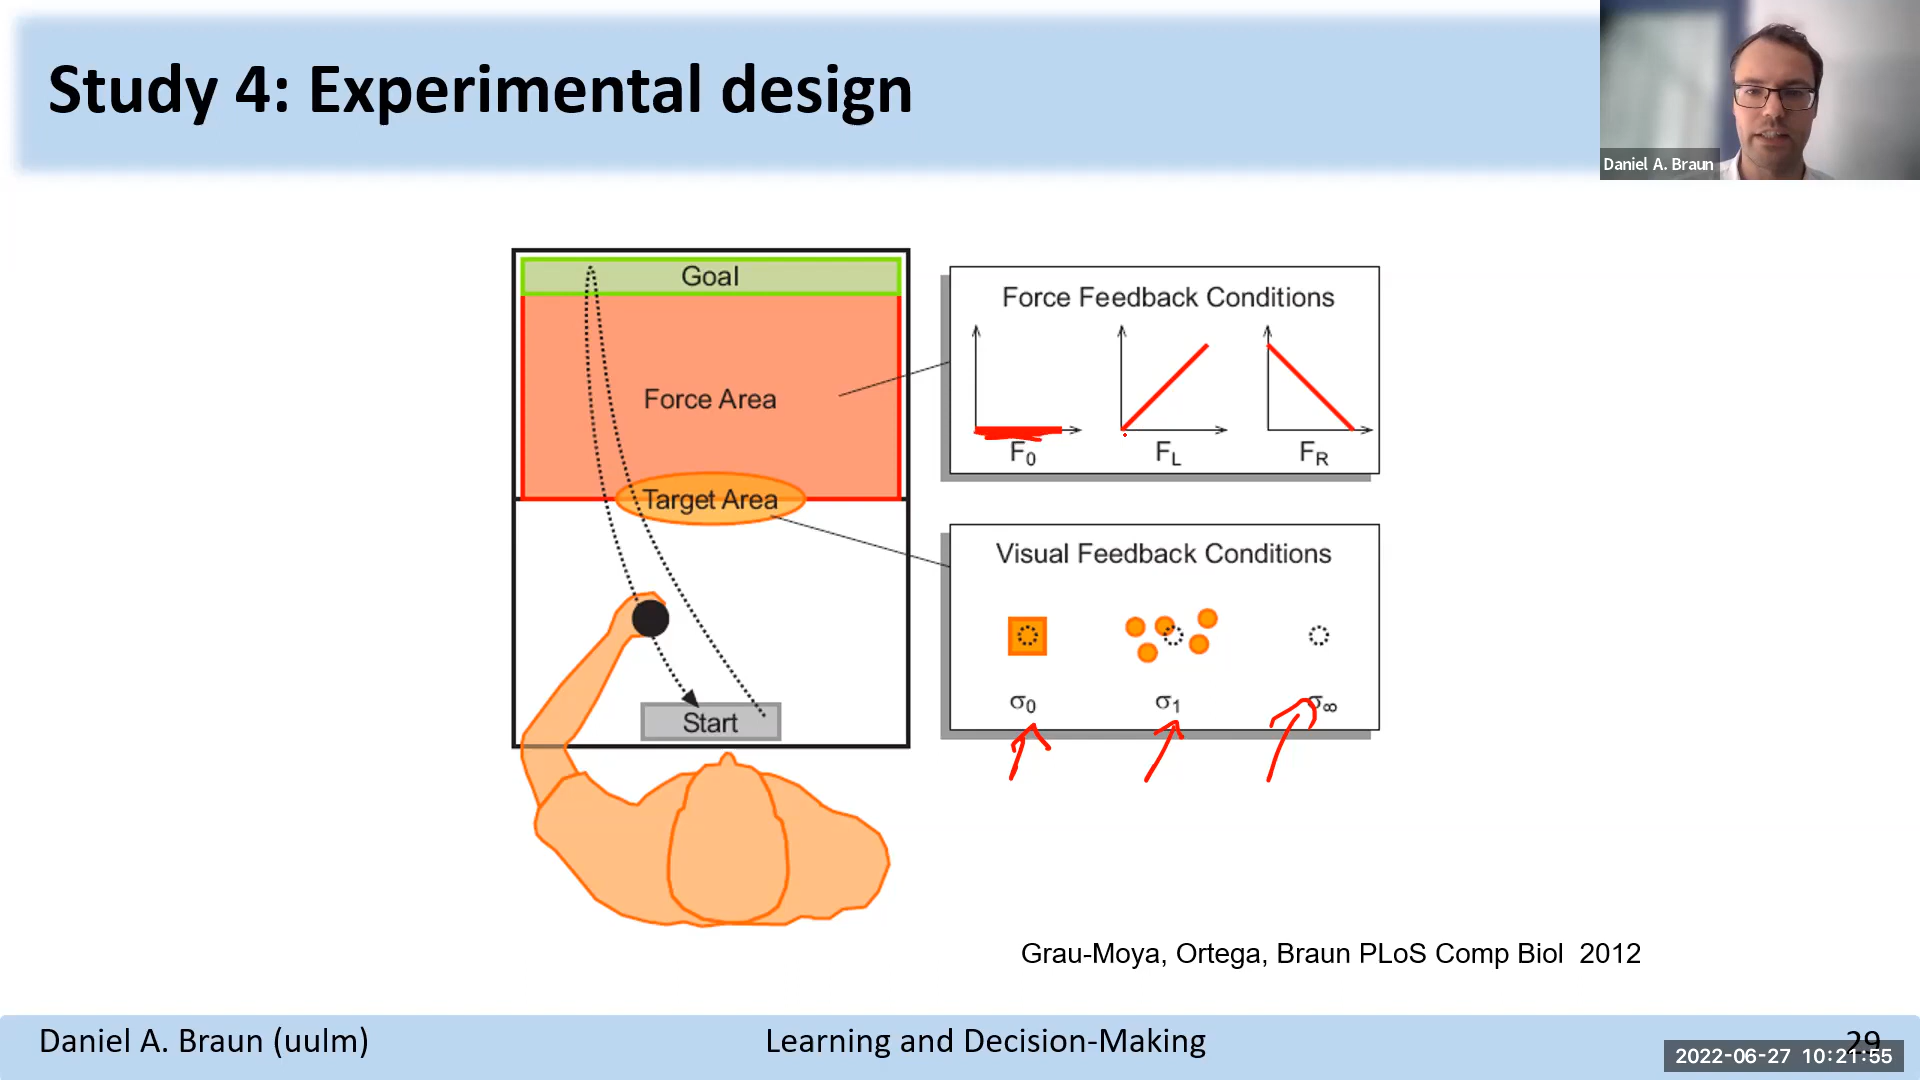 Study 4: Experimental design
Daniel A. Braun
Goal
Force Area
Target Area
Start
Force Feedback Conditions
F0 FL FR
Visual Feedback Conditions
σ0 σ1 σ∞
Grau-Moya, Ortega, Braun PLoS Comp Biol 2012
Daniel A. Braun (uulm) Learning and Decision-Making 29
2022-06-27 10:21:55